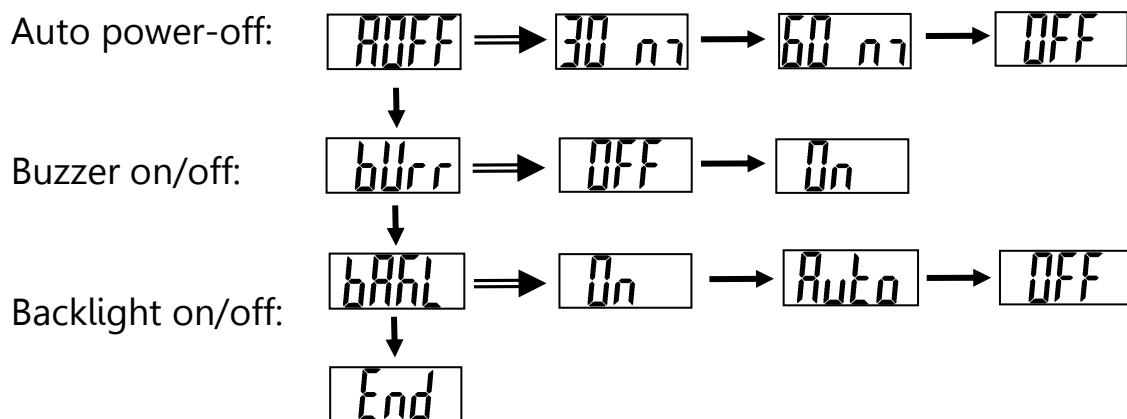 Auto power-off: AOFF 30 m 60 m OFF
Buzzer on/off: bUrr OFF On
bAKL On Auto OFF
Backlight on/off:
End